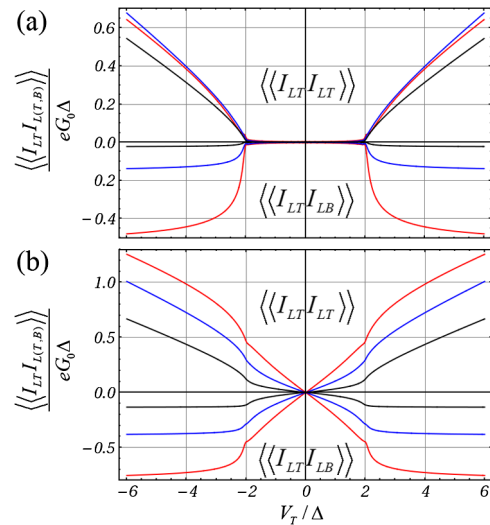 (a)
⟨⟨I_{LT} I_{L(T,B)}⟩⟩
eG_0Δ
0.6
0.4
0.2
0.0
0.2
−0.4
⟨⟨I_{LT} I_{LT}⟩⟩
⟨⟨I_{LT} I_{LB}⟩⟩
(b)
⟨⟨I_{LT} I_{L(T,B)}⟩⟩
eG_0Δ
1.0
0.5
0.0
−0.5
⟨⟨I_{LT} I_{LT}⟩⟩
⟨⟨I_{LT} I_{LB}⟩⟩
−6 −4 −2 0 2 4 6
V_T / Δ